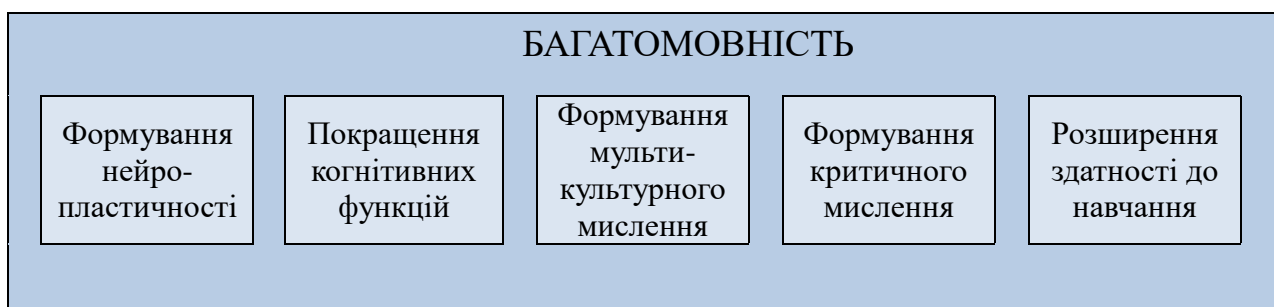 БАГАТОМОВНІСТЬ
Формування
нейро-
пластичності
Покращення
когнітивних
функцій
Формування
мульти-
культурного
мислення
Формування
критичного
мислення
Розширення
здатності до
навчання